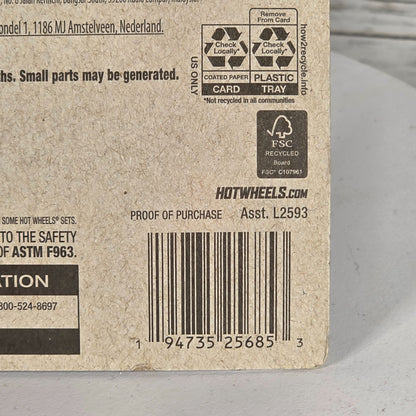 ondel 1, 1186 MJ Amstelveen, Nederland.
ths. Small parts may be generated.
Remove
From Card
Check
Locally*
Check
Locally*
COATED PAPER
CARD
PLASTIC
TRAY
US ONLY
how2recycle.info
*Not recycled in all communities
FSC
RECYCLED
Board
FSC® C107961
HOTWHEELS.COM
PROOF OF PURCHASE Asst. L2593
SOME HOT WHEELS® SETS.
TO THE SAFETY
OF ASTM F963.
ATION
800-524-8697
1 94735 25685 3